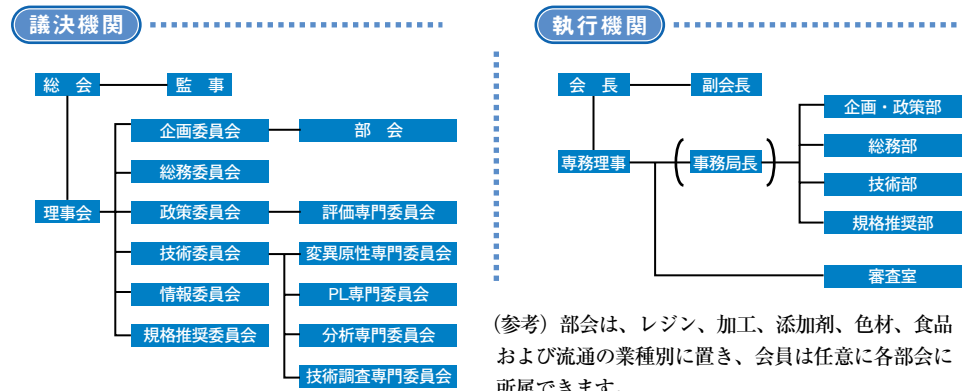 議決機関
総　会
監　事
理事会
企画委員会
部　会
総務委員会
政策委員会
評価専門委員会
技術委員会
変異原性専門委員会
情報委員会
PL専門委員会
規格推奨委員会
分析専門委員会
技術調査専門委員会
執行機関
会　長
副会長
専務理事
事務局長
企画・政策部
総務部
技術部
規格推奨部
審査室
(参考) 部会は、レジン、加工、添加剤、色材、食品
および流通の業種別に置き、会員は任意に各部会に
所属できます。